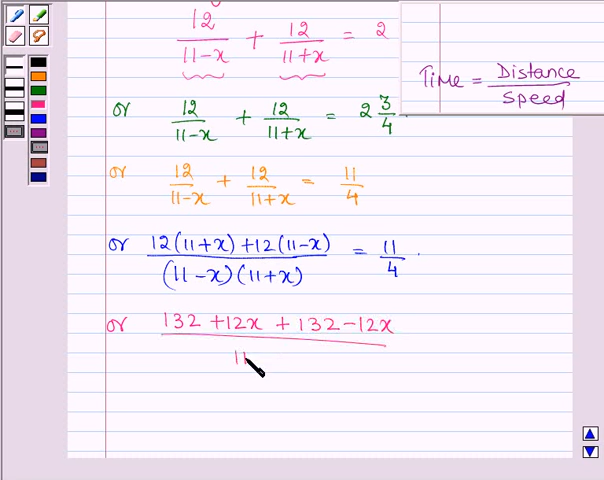 12/(11-x) + 12/(11+x) = 2
Time = Distance/Speed
or 12/(11-x) + 12/(11+x) = 2 3/4.
or 12/(11-x) + 12/(11+x) = 11/4
or (12(11+x)+12(11-x))/((11-x)(11+x)) = 11/4.
or 132+12x+132-12x
11